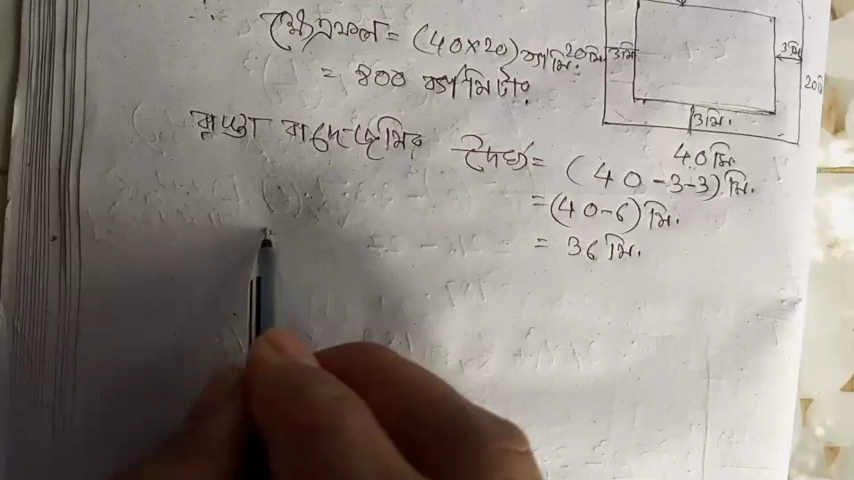 ক্ষেত্রফল = (40×20) বর্গমি.
= 800 বর্গমিটার
20মি.
3মি
3মি
20মি
3মি.
40 মি.
রাস্তা বাদে জমির দৈর্ঘ্য = (40-3-3) মি.
= (40-6) মি.
= 36 মি.